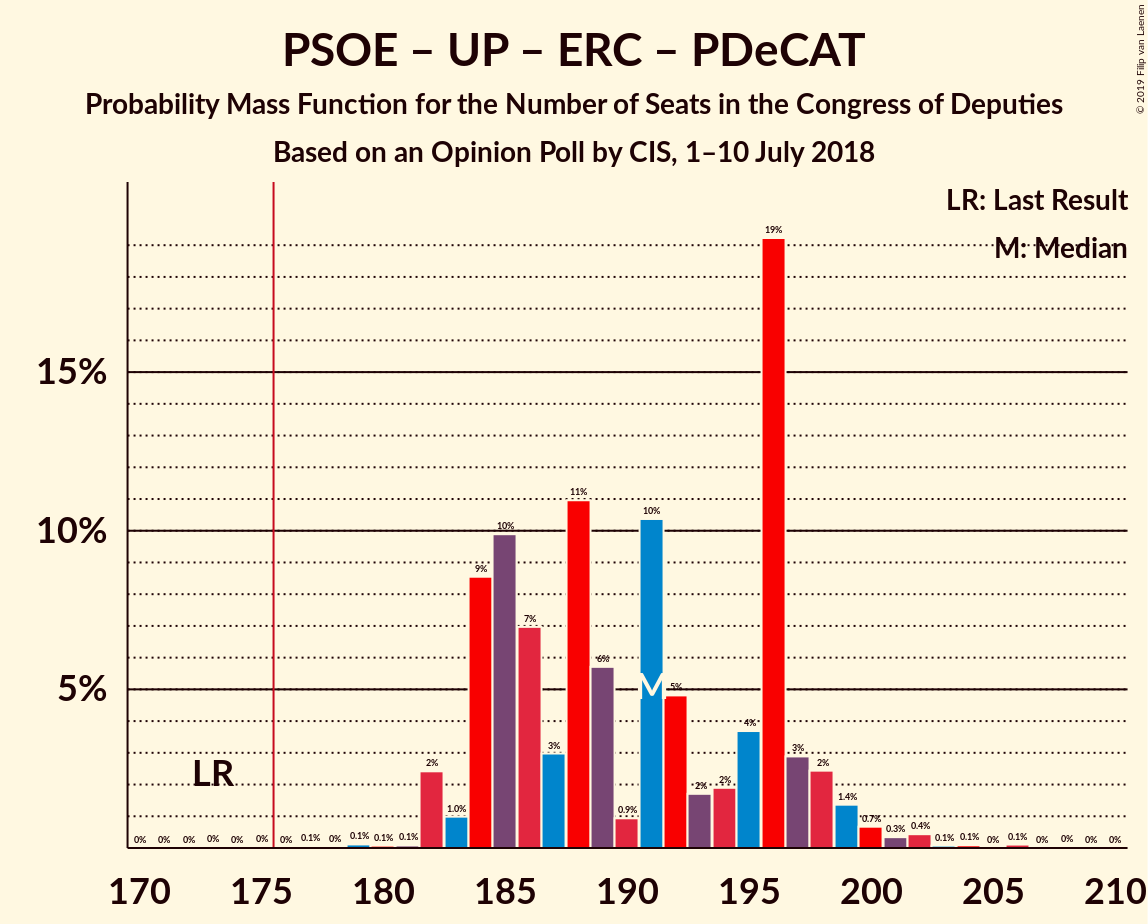 PSOE – UP – ERC – PDeCAT
Probability Mass Function for the Number of Seats in the Congress of Deputies
Based on an Opinion Poll by CIS, 1–10 July 2018
© 2019 Filip van Laenen
LR: Last Result
M: Median
15%
10%
5%
LR
M
0% 0% 0% 0% 0% 0% 0% 0.1% 0% 0.1% 0.1% 0.1% 2% 1.0% 9% 10% 7% 3% 11% 6% 0.9% 10% 5% 2% 2% 4% 19% 3% 2% 1.4% 0.7% 0.3% 0.4% 0.1% 0.1% 0% 0.1% 0% 0% 0% 0%
170 175 180 185 190 195 200 205 210